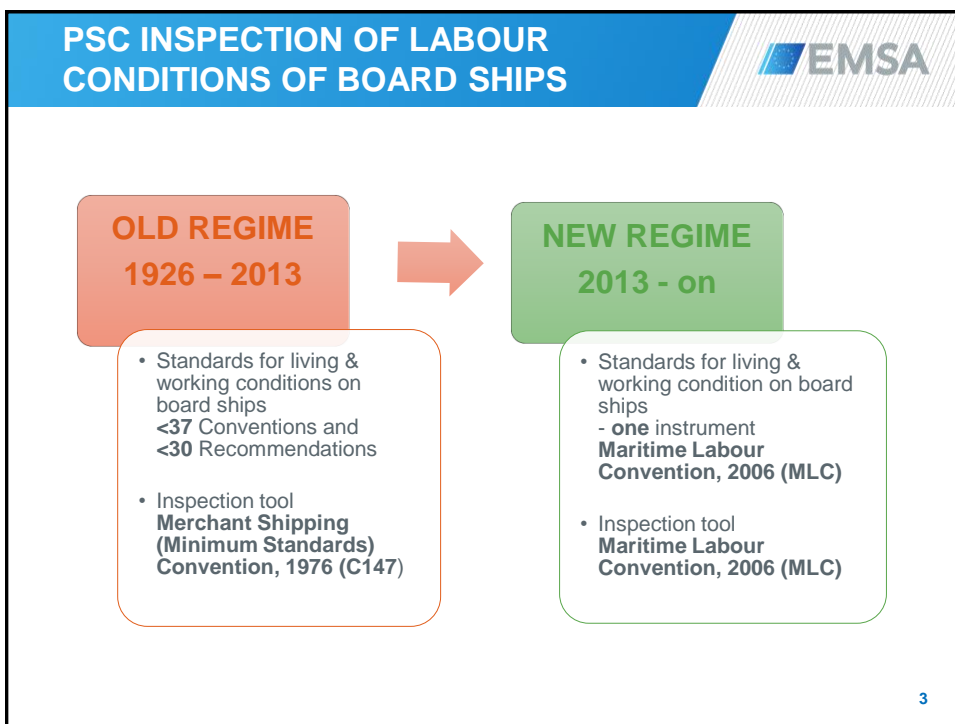 PSC INSPECTION OF LABOUR
CONDITIONS OF BOARD SHIPS
EMSA
OLD REGIME
1926 – 2013
• Standards for living &
working conditions on
board ships
<37 Conventions and
<30 Recommendations
• Inspection tool
Merchant Shipping
(Minimum Standards)
Convention, 1976 (C147)
NEW REGIME
2013 - on
• Standards for living &
working condition on board
ships
- one instrument
Maritime Labour
Convention, 2006 (MLC)
• Inspection tool
Maritime Labour
Convention, 2006 (MLC)
3